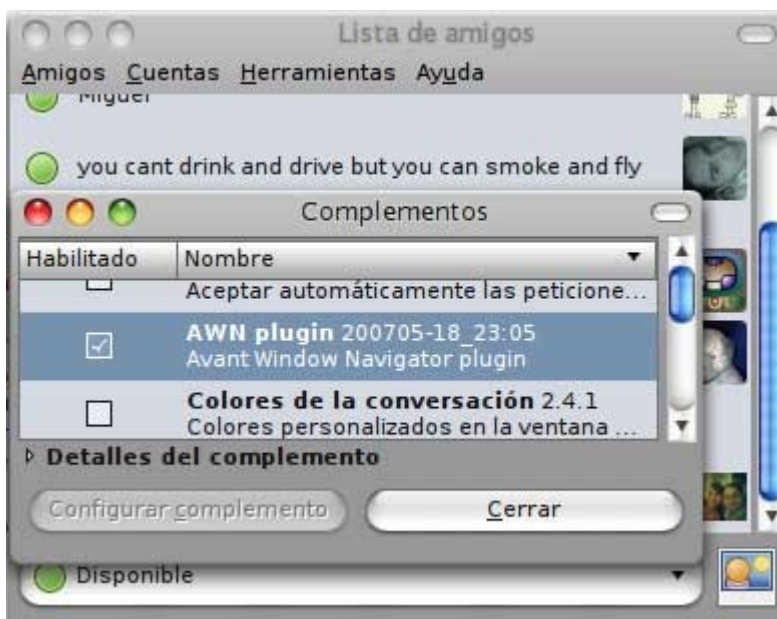 Lista de amigos
Amigos Cuentas Herramientas Ayuda
Miguel
you cant drink and drive but you can smoke and fly
Complementos
Habilitado Nombre
Aceptar automáticamente las peticione...
AWN plugin 200705-18_23:05
Avant Window Navigator plugin
Colores de la conversación 2.4.1
Colores personalizados en la ventana ...
Detalles del complemento
Configurar complemento Cerrar
Disponible